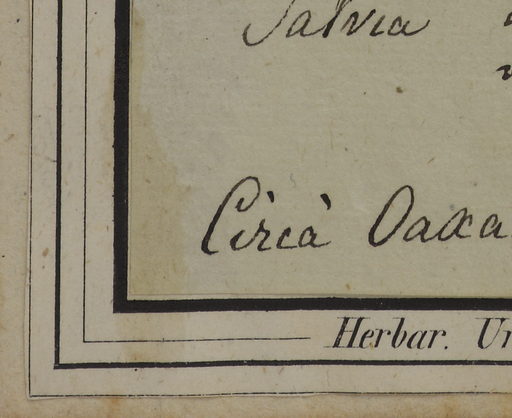 Salvia
Circà Oaxa
Herbar. Un